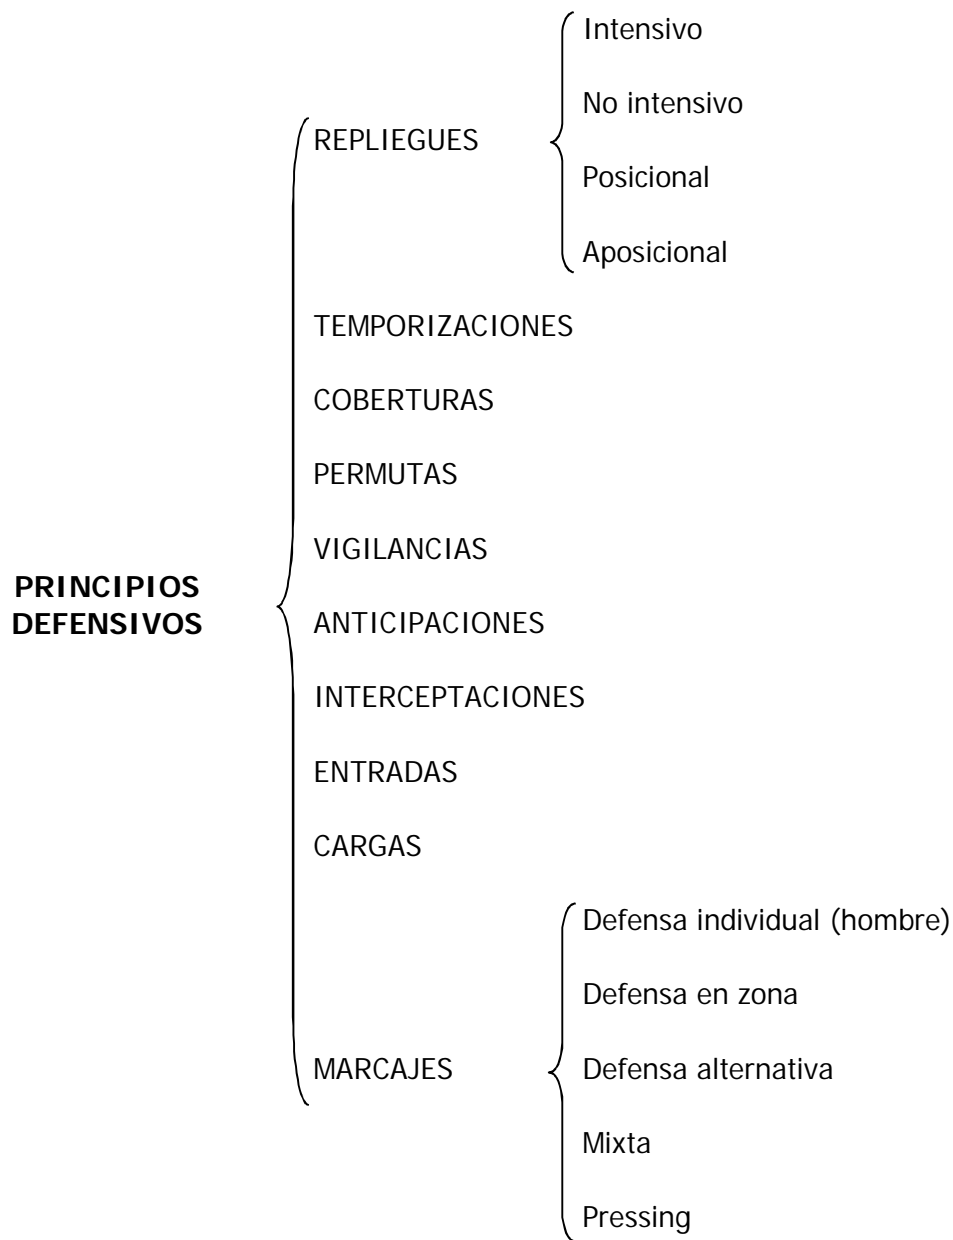 Intensivo
No intensivo
REPLIEGUES
Posicional
Aposicional
TEMPORIZACIONES
COBERTURAS
PERMUTAS
VIGILANCIAS
PRINCIPIOS
DEFENSIVOS
ANTICIPACIONES
INTERCEPTACIONES
ENTRADAS
CARGAS
Defensa individual (hombre)
Defensa en zona
MARCAJES
Defensa alternativa
Mixta
Pressing